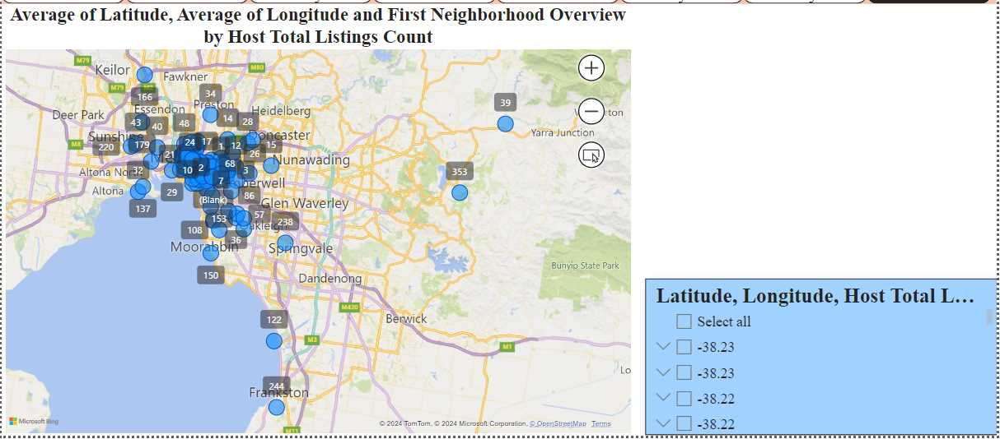 Average of Latitude, Average of Longitude and First Neighborhood Overview
by Host Total Listings Count
M79
M80
Keilor
Fawkner
M79
166
34
Preston
Essendon
Heidelberg
Deer Park
14
28
43
40
48
39
Yarra Junction
Sunshine
Doncaster
M8
220
179
24
17
12
15
21
26
Nunawading
Altona North
32
10
2
68
3
353
7
Altona
29
(Blank)
86
Glen Waverley
137
153
57
238
108
36
Moorabbin
Springvale
Bunyip State Park
150
Dandenong
M420
Berwick
122
M3
M1
Lo
244
Frankston
M11
Microsoft Bing
© 2024 TomTom, © 2024 Microsoft Corporation, © OpenStreetMap Terms
Latitude, Longitude, Host Total L...
Select all
-38.23
-38.23
-38.22
-38.22